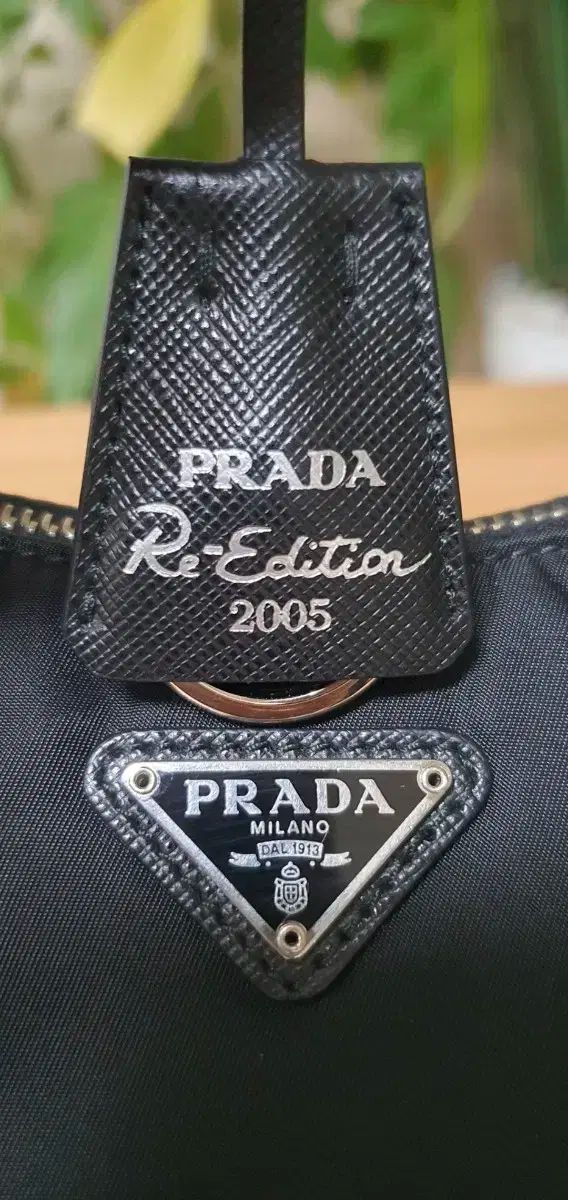 PRADA
Re-Edition
2005
PRADA
MILANO
DAL 1913